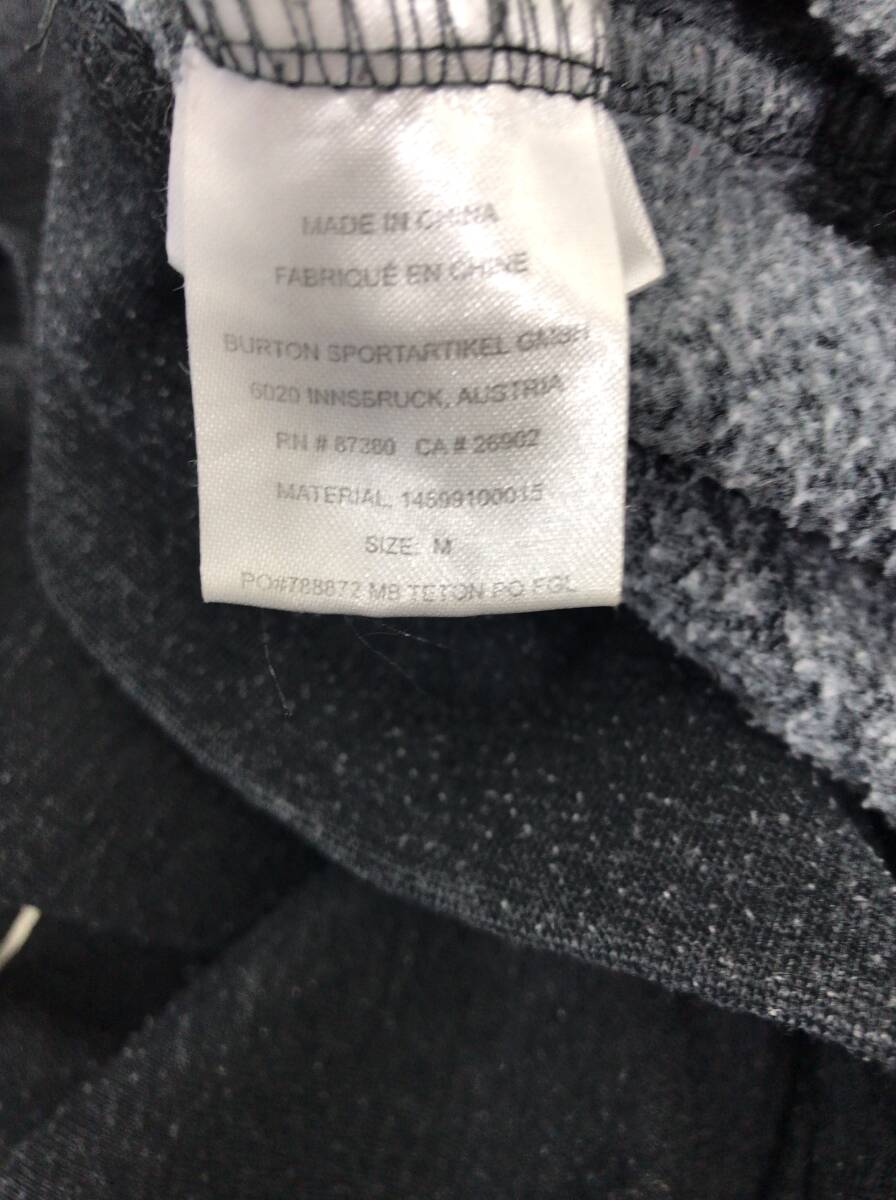 MADE IN CHINA
FABRIQUÉ EN CHINE
BURTON SPORTARTIKEL GMBH
6020 INNSBRUCK, AUSTRIA
RN # 87380 CA # 26902
MATERIAL, 14599100015
SIZE: M
PO#788872 MB TETON PO FGL